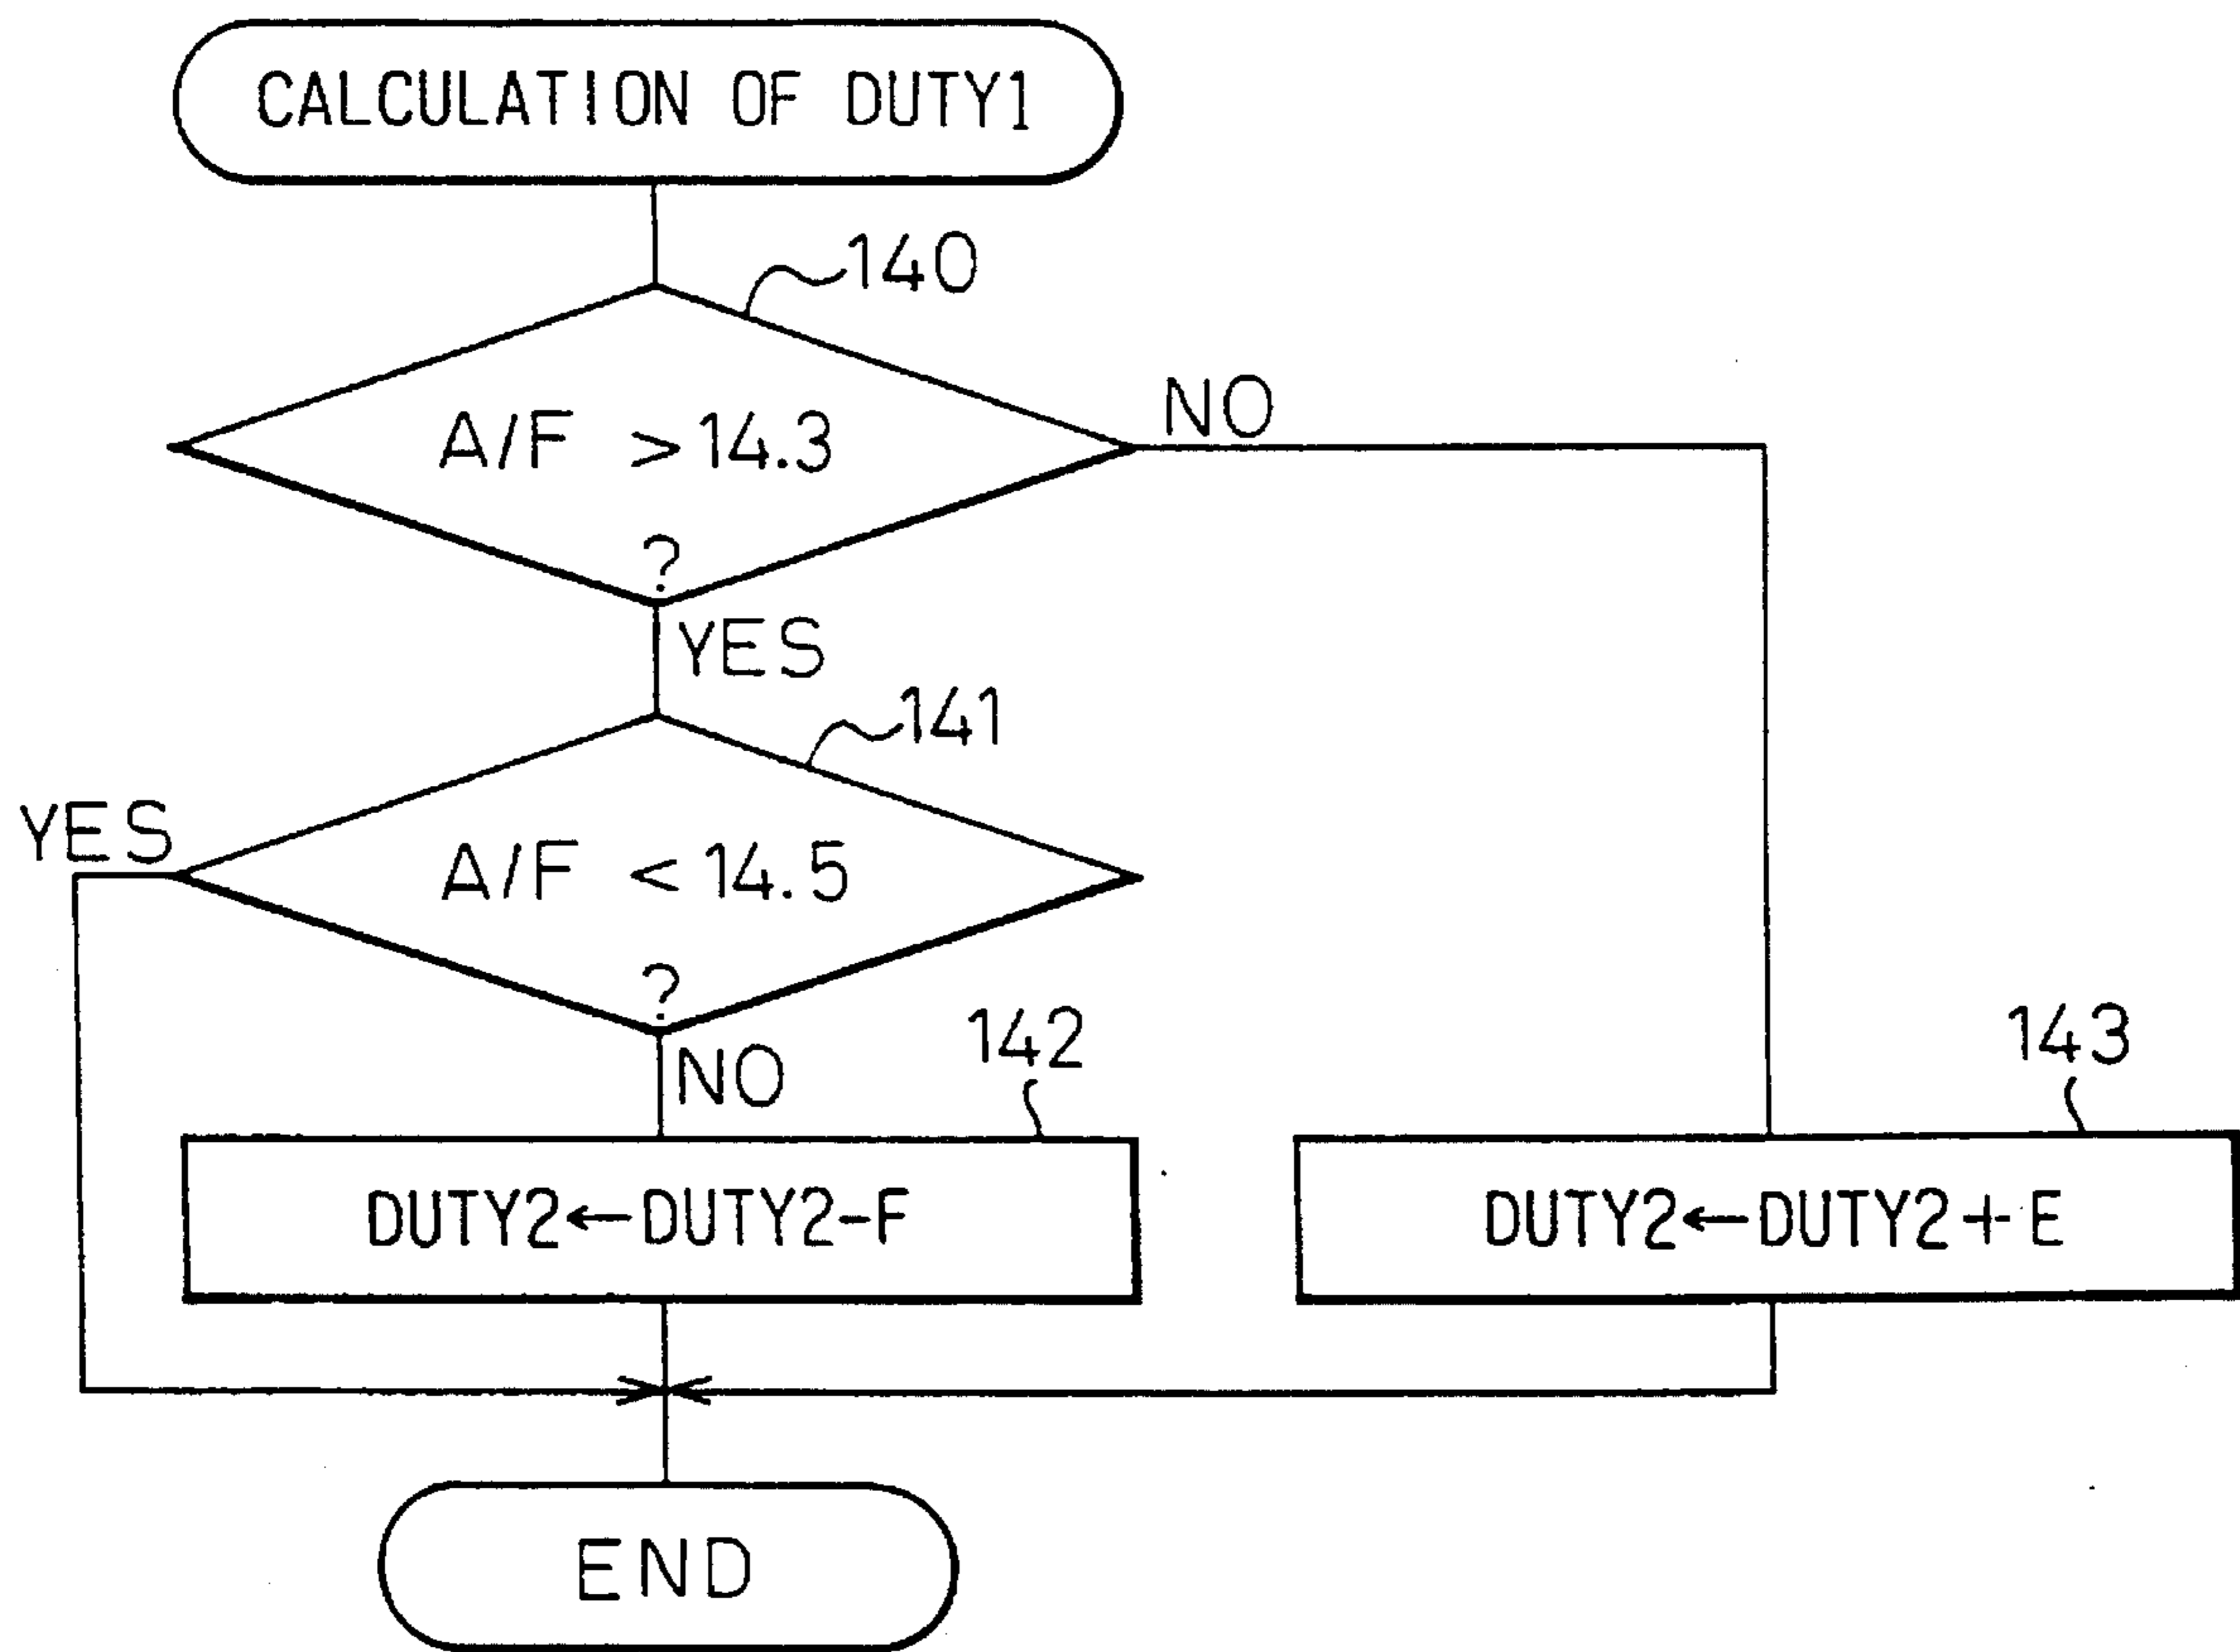 CALCULATION OF DUTY1
140
A/F > 14.3
?
NO
YES
141
YES
A/F < 14.5
?
NO
142
143
DUTY2←DUTY2-F
DUTY2←DUTY2+E
END